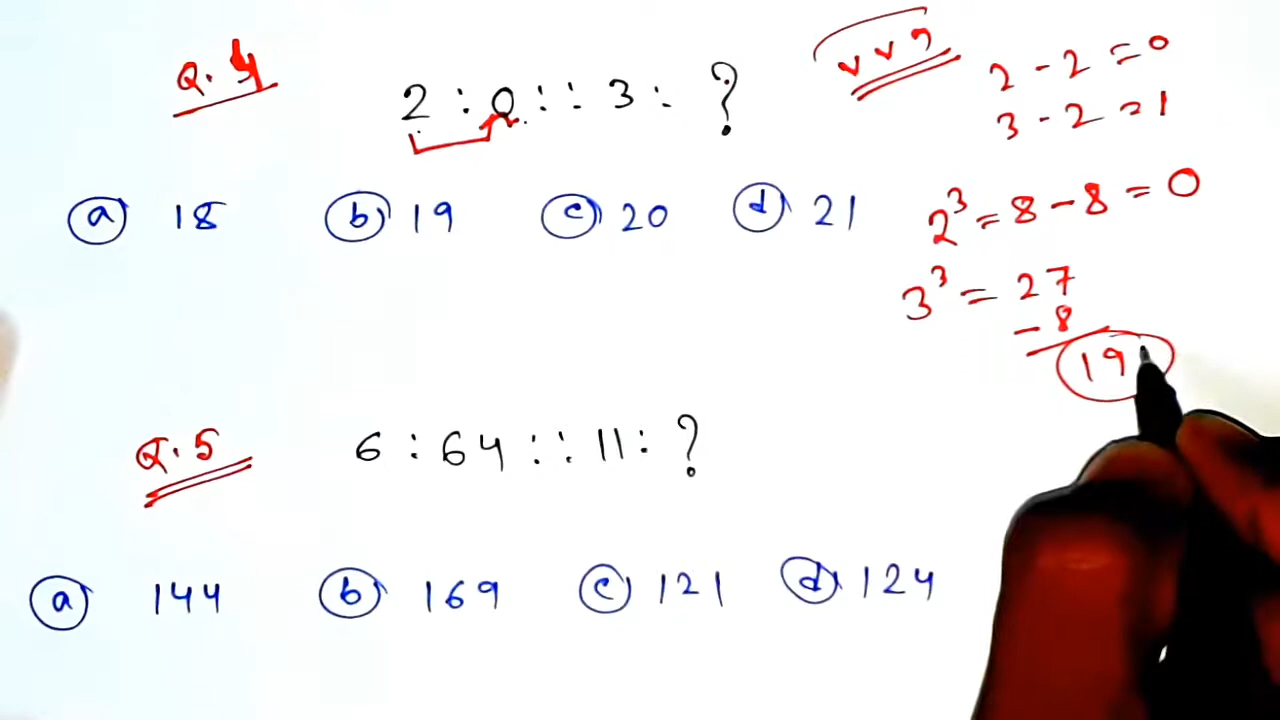 Q. 4
2 : 0 : : 3 : ?
V V ?
2 - 2 = 0
3 - 2 = 1
ⓐ 18 ⓑ 19 ⓒ 20 ⓓ 21
2³ = 8 - 8 = 0
3³ = 27
- 8
19
Q. 5
6 : 64 : : 11 : ?
ⓐ 144 ⓑ 169 ⓒ 121 ⓓ 124